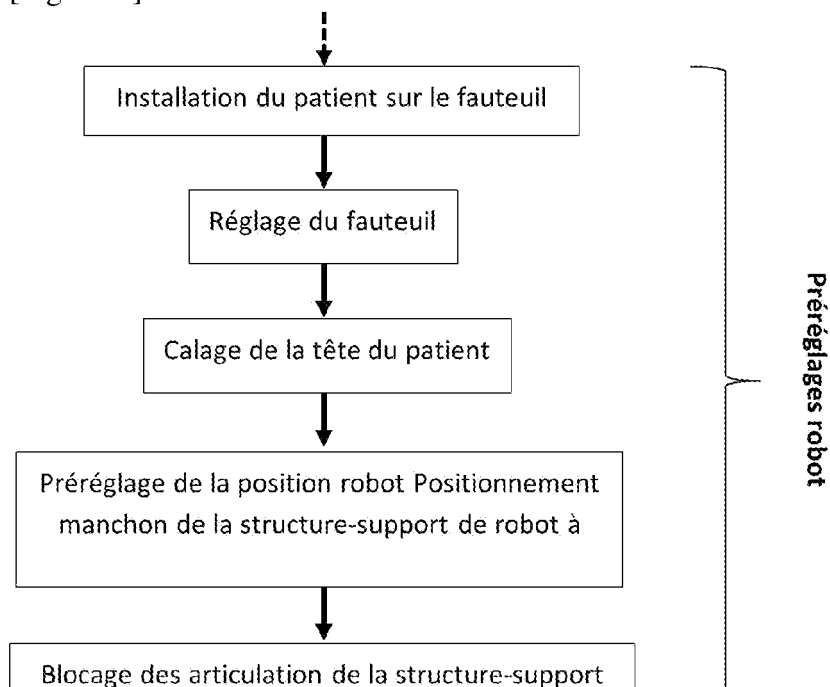 Installation du patient sur le fauteuil
Réglage du fauteuil
Calage de la tête du patient
Préréglage de la position robot Positionnement
manchon de la structure-support de robot à
Blocage des articulation de la structure-support
Préréglages robot